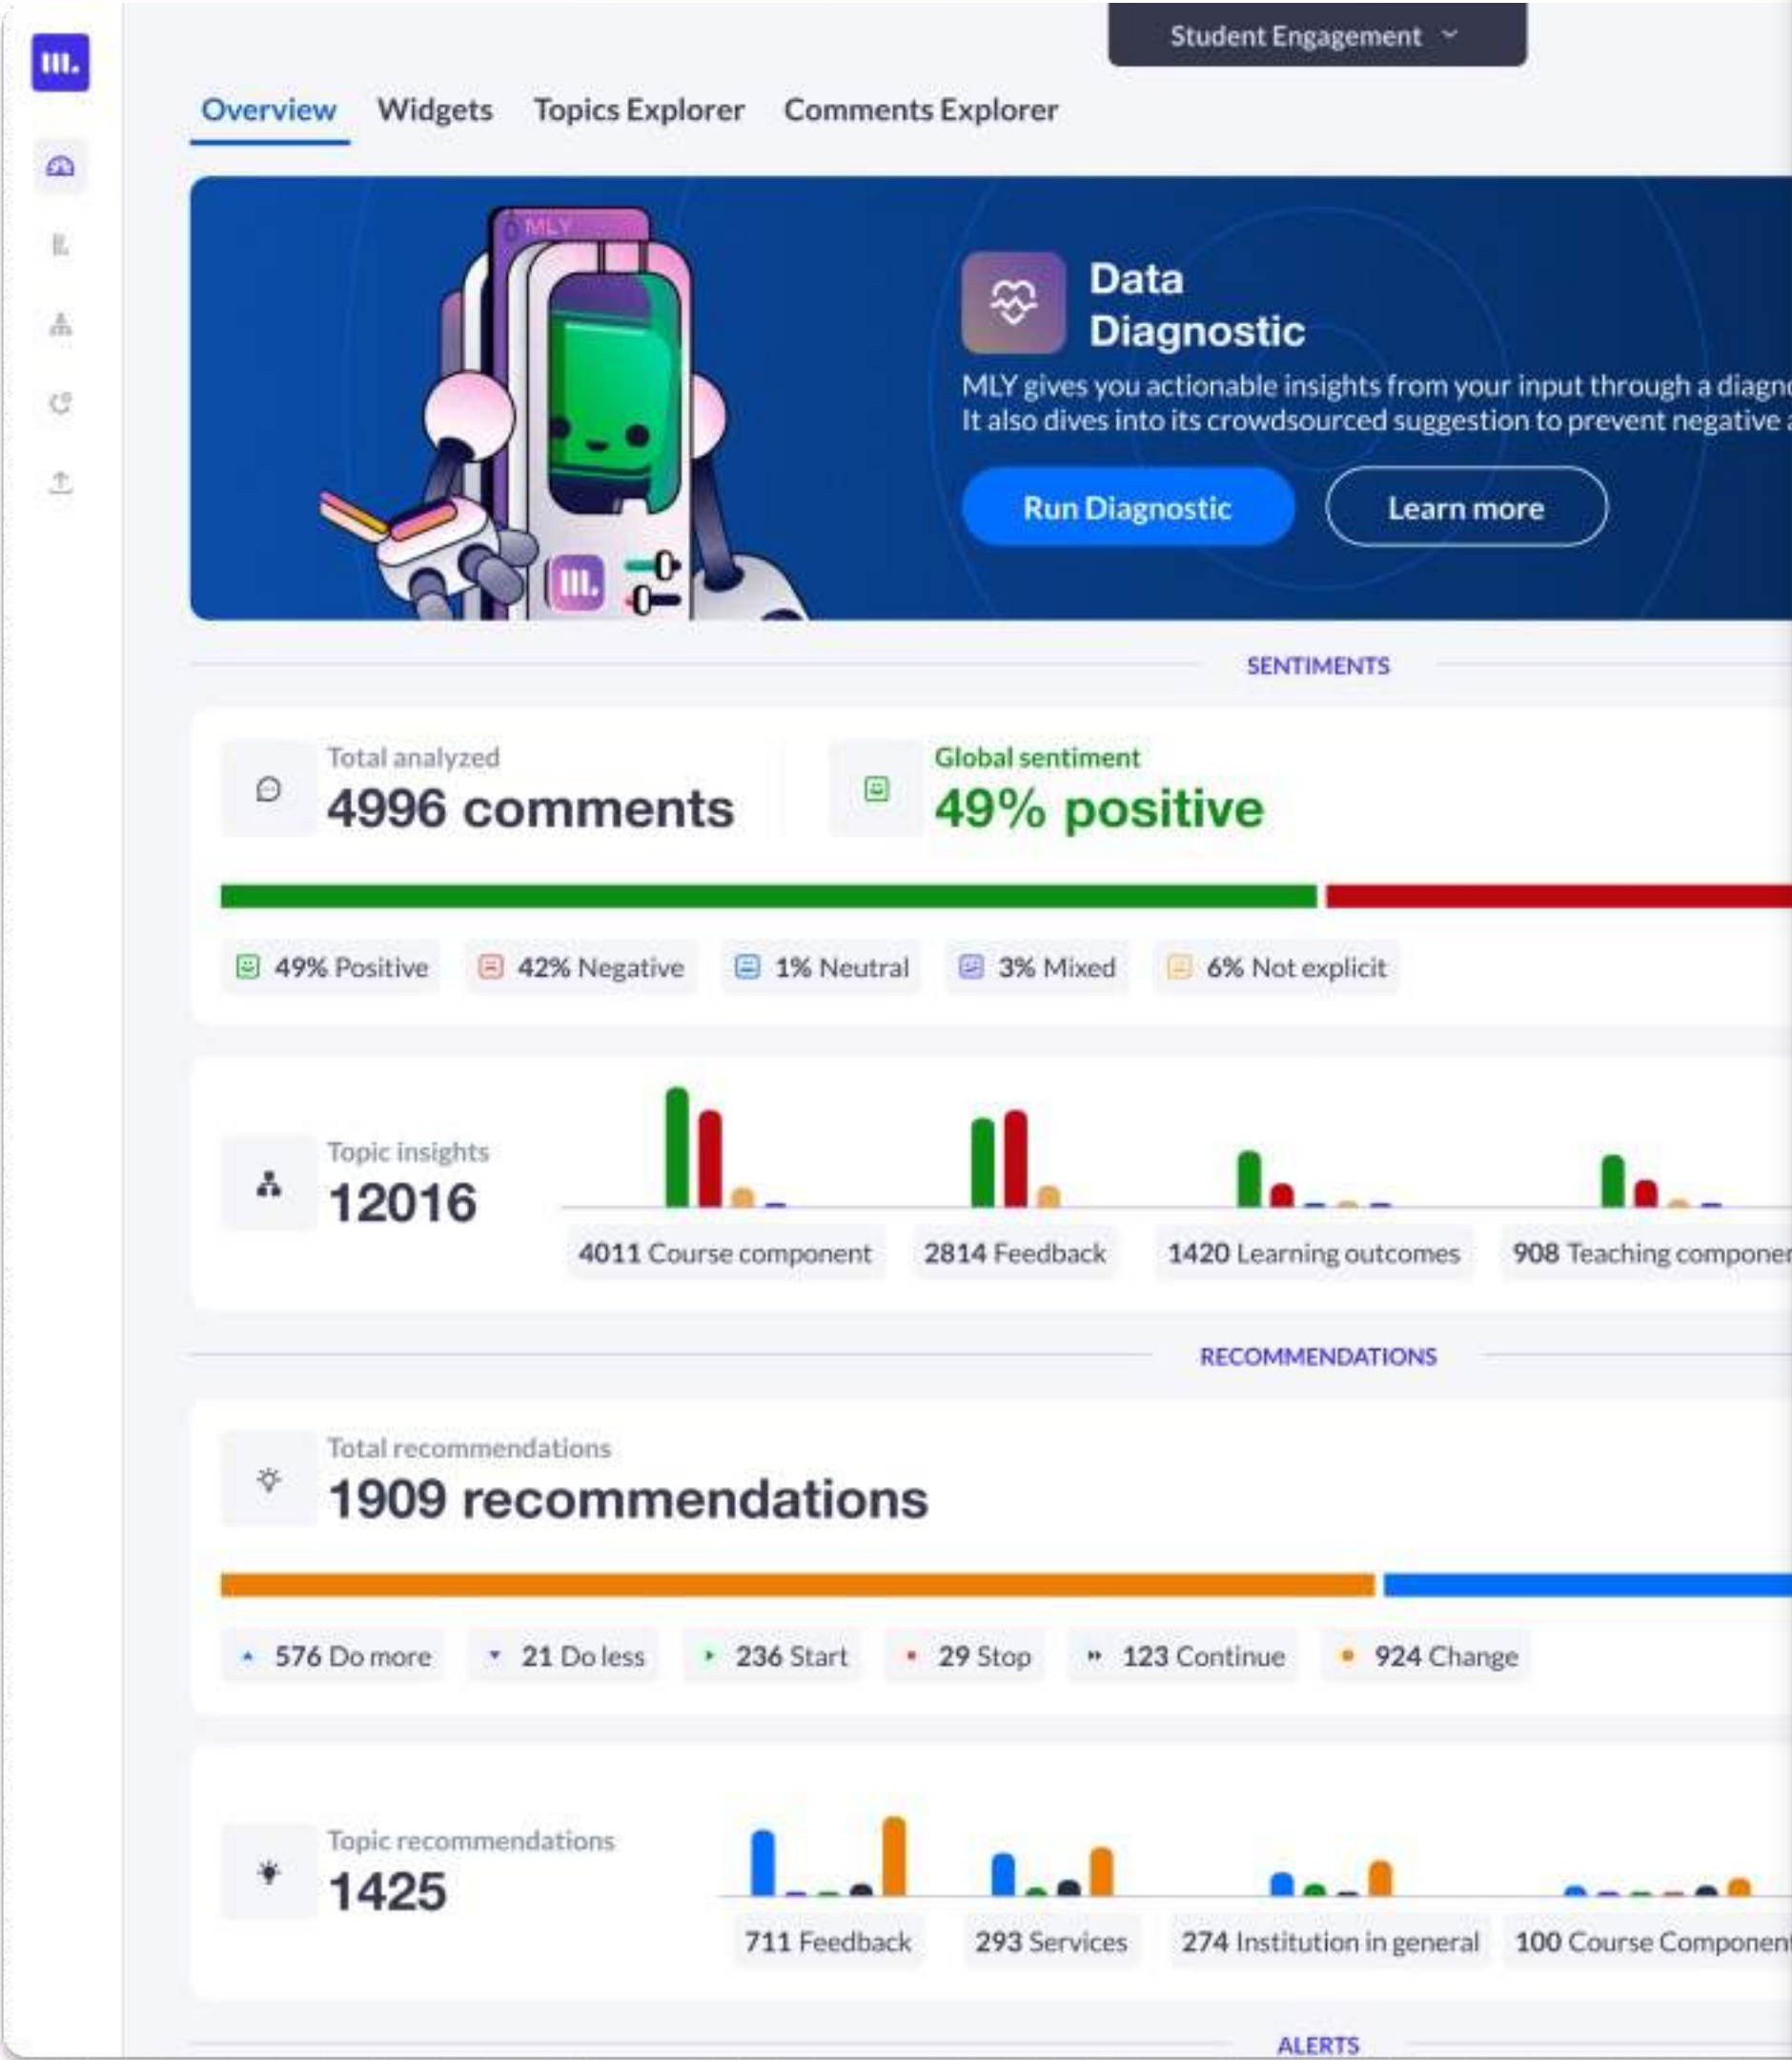 Student Engagement
m.
Overview Widgets Topics Explorer Comments Explorer
MLY
Data
Diagnostic
MLY gives you actionable insights from your input through a diagn
It also dives into its crowdsourced suggestion to prevent negative
Run Diagnostic Learn more
m.
SENTIMENTS
Total analyzed Global sentiment
4996 comments 49% positive
49% Positive 42% Negative 1% Neutral 3% Mixed 6% Not explicit
Topic insights
12016
4011 Course component 2814 Feedback 1420 Learning outcomes 908 Teaching componen
RECOMMENDATIONS
Total recommendations
1909 recommendations
576 Do more 21 Do less 236 Start 29 Stop 123 Continue 924 Change
Topic recommendations
1425
711 Feedback 293 Services 274 Institution in general 100 Course Component
ALERTS